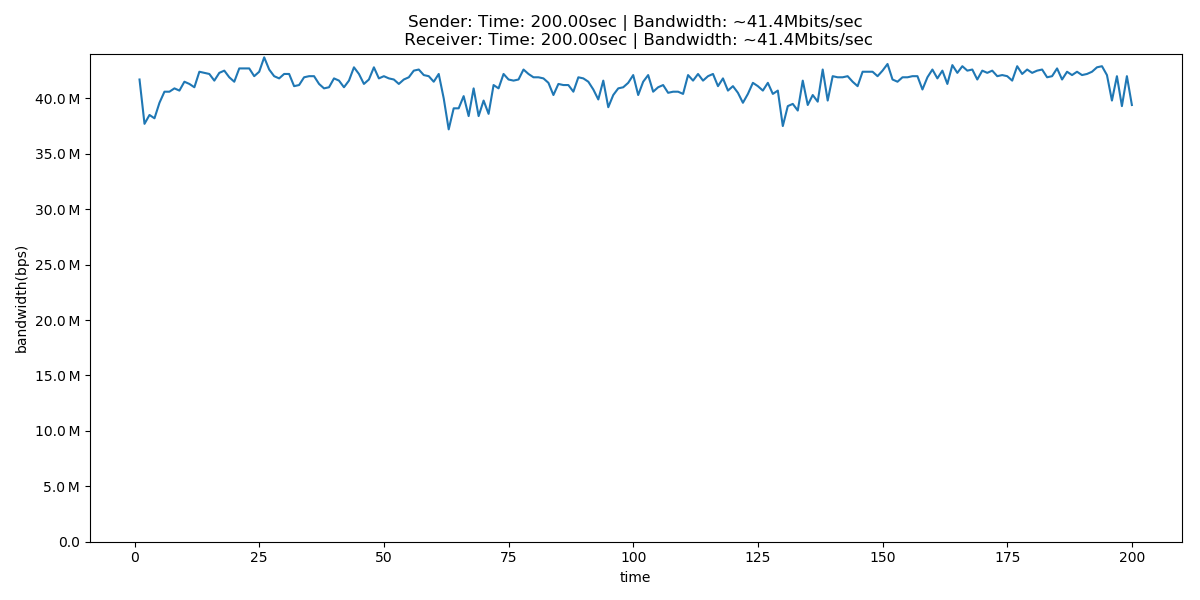 Sender: Time: 200.00sec | Bandwidth: ~41.4Mbits/sec
Receiver: Time: 200.00sec | Bandwidth: ~41.4Mbits/sec
40.0 M
35.0 M
30.0 M
25.0 M
20.0 M
15.0 M
10.0 M
5.0 M
0.0
bandwidth(bps)
0 25 50 75 100 125 150 175 200
time